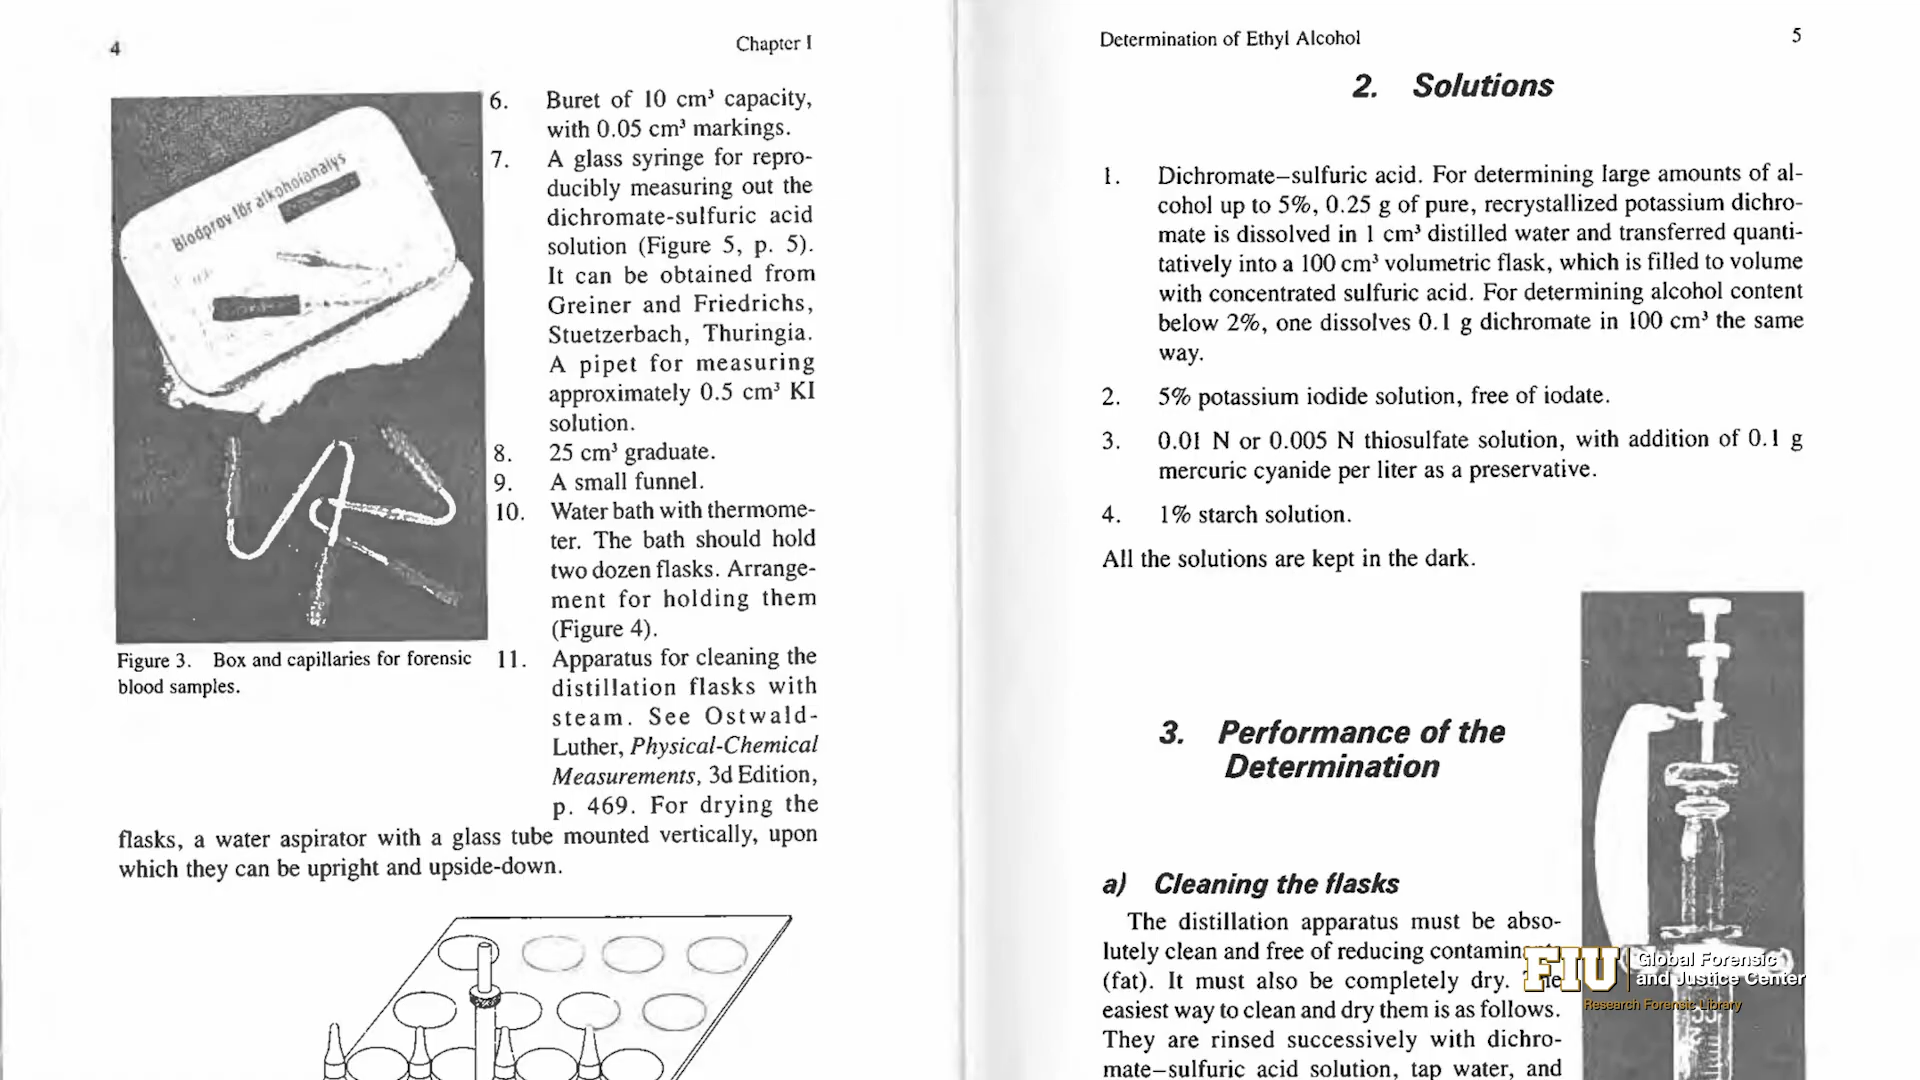 4
Chapter I
Blodprov för alkoholanalys
6. Buret of 10 cm³ capacity,
with 0.05 cm³ markings.
7. A glass syringe for repro-
ducibly measuring out the
dichromate-sulfuric acid
solution (Figure 5, p. 5).
It can be obtained from
Greiner and Friedrichs,
Stuetzerbach, Thuringia.
A pipet for measuring
approximately 0.5 cm³ KI
solution.
8. 25 cm³ graduate.
9. A small funnel.
10. Water bath with thermome-
ter. The bath should hold
two dozen flasks. Arrange-
ment for holding them
(Figure 4).
11. Apparatus for cleaning the
distillation flasks with
steam. See Ostwald-
Luther, Physical-Chemical
Measurements, 3d Edition,
p. 469. For drying the
flasks, a water aspirator with a glass tube mounted vertically, upon
which they can be upright and upside-down.
Figure 3. Box and capillaries for forensic
blood samples.
Determination of Ethyl Alcohol
5
2. Solutions
1. Dichromate–sulfuric acid. For determining large amounts of al-
cohol up to 5%, 0.25 g of pure, recrystallized potassium dichro-
mate is dissolved in 1 cm³ distilled water and transferred quanti-
tatively into a 100 cm³ volumetric flask, which is filled to volume
with concentrated sulfuric acid. For determining alcohol content
below 2%, one dissolves 0.1 g dichromate in 100 cm³ the same
way.
2. 5% potassium iodide solution, free of iodate.
3. 0.01 N or 0.005 N thiosulfate solution, with addition of 0.1 g
mercuric cyanide per liter as a preservative.
4. 1% starch solution.
All the solutions are kept in the dark.
3. Performance of the
Determination
a) Cleaning the flasks
The distillation apparatus must be abso-
lutely clean and free of reducing
(fat). It must also be completely dry. The
easiest way to clean and dry them is as follows.
They are rinsed successively with dichro-
mate–sulfuric acid solution, tap water, and
FIU
Global Forensic
and Justice Center
Research Forensic Library